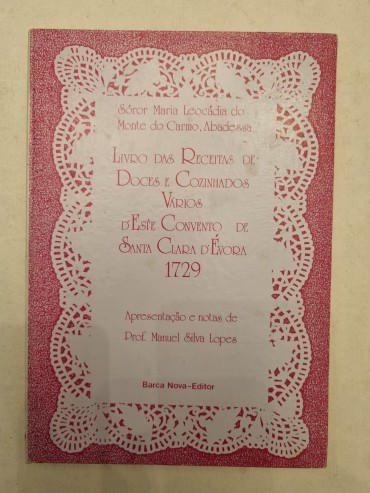 Sóror Maria Leocádia do
Monte do Carmo, Abadessa
Livro das Receitas de
Doces e Cozinhados
Vários
d'Este Convento de
Santa Clara d'Évora
1729
Apresentação e notas de
Prof. Manuel Silva Lopes
Barca Nova-Editor